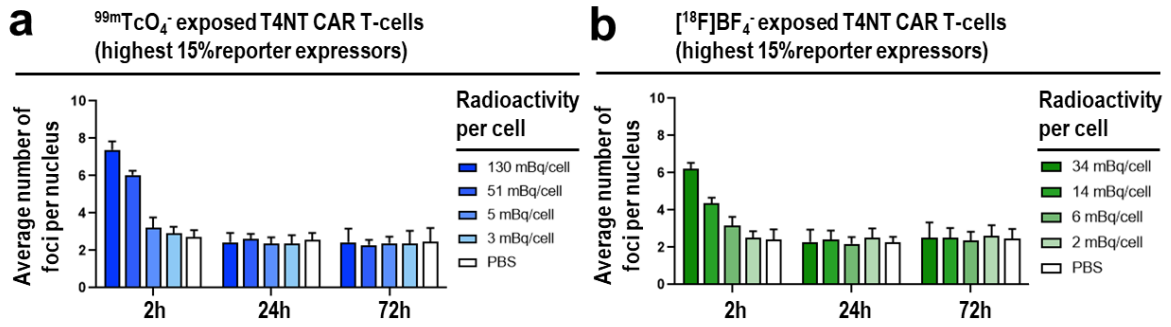 a
⁹⁹ᵐTcO₄⁻ exposed T4NT CAR T-cells
(highest 15%reporter expressors)
Average number of
foci per nucleus
10
8
6
4
2
0
2h 24h 72h
Radioactivity
per cell
130 mBq/cell
51 mBq/cell
5 mBq/cell
3 mBq/cell
PBS
b
[¹⁸F]BF₄⁻ exposed T4NT CAR T-cells
(highest 15%reporter expressors)
Average number of
foci per nucleus
10
8
6
4
2
0
2h 24h 72h
Radioactivity
per cell
34 mBq/cell
14 mBq/cell
6 mBq/cell
2 mBq/cell
PBS